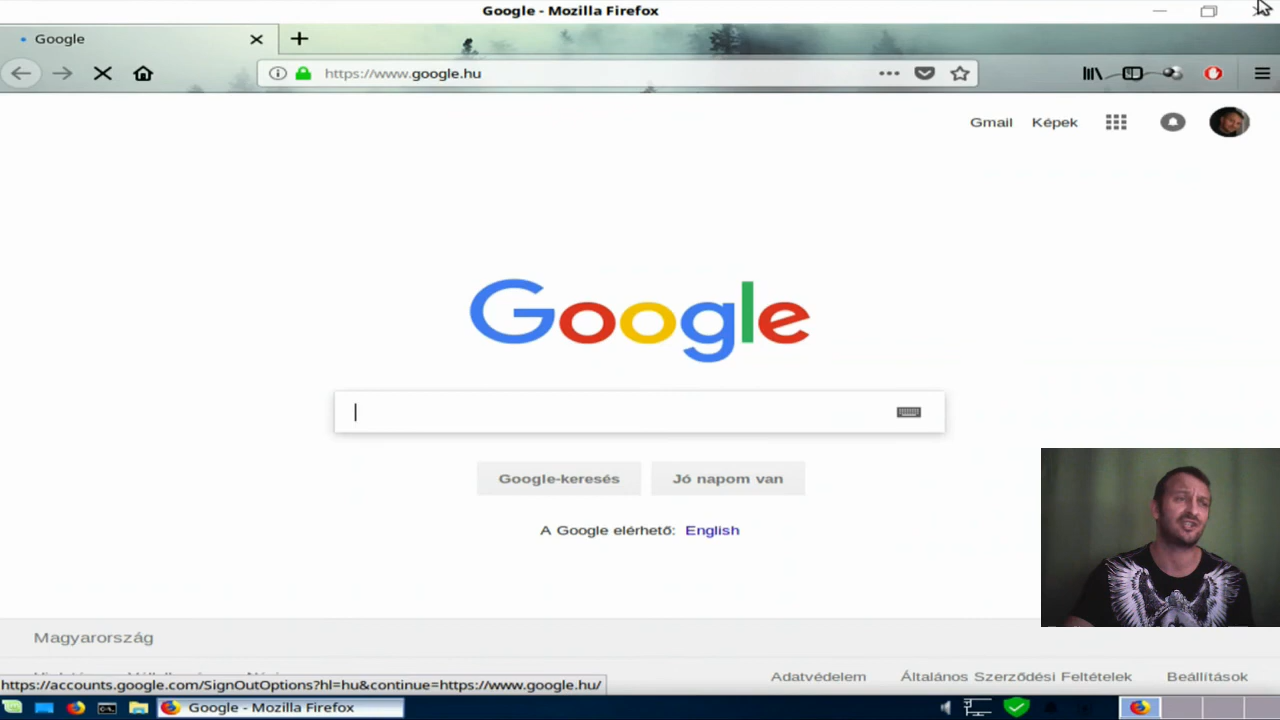 Google - Mozilla Firefox
Google
https://www.google.hu
Gmail Képek
Google
Google-keresés Jó napom van
A Google elérhető: English
Magyarország
Adatvédelem Általános Szerződési Feltételek Beállítások
https://accounts.google.com/SignOutOptions?hl=hu&continue=https://www.google.hu/
Google - Mozilla Firefox